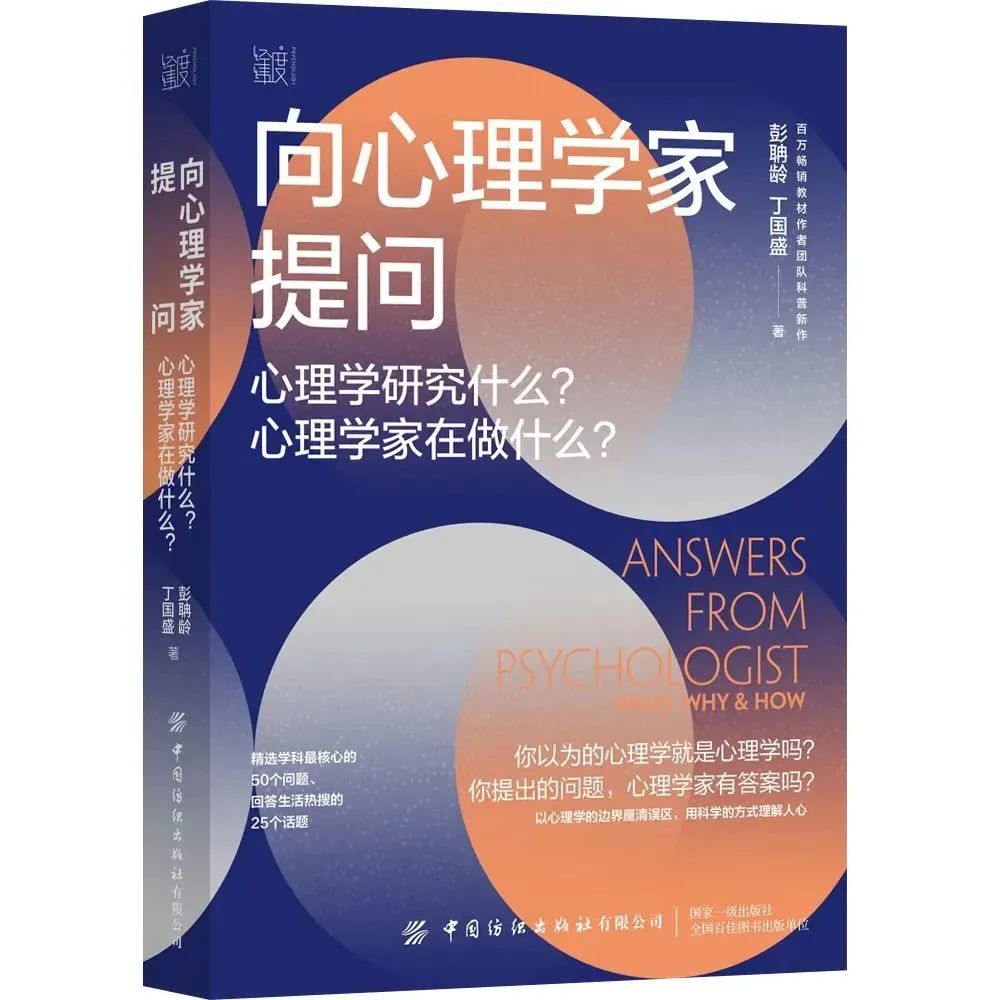 向心理学家
提问
心理学研究什么?
心理学家在做什么?
百万畅销教材作者团队科普新作
彭聃龄 丁国盛
著
PSYCHOLOGY
ANSWERS
FROM
PSYCHOLOGIST
WHAT WHY & HOW
你以为的心理学就是心理学吗?
你提出的问题，心理学家有答案吗?
以心理学的边界厘清误区，用科学的方式理解人心
精选学科最核心的
50个问题、
回答生活热搜的
25个话题
中国纺织出版社有限公司
国家一级出版社
全国百佳图书出版单位
向心理学家
提问
心理学研究什么?
心理学家在做什么?
彭聃龄
丁国盛
著
中国纺织出版社有限公司